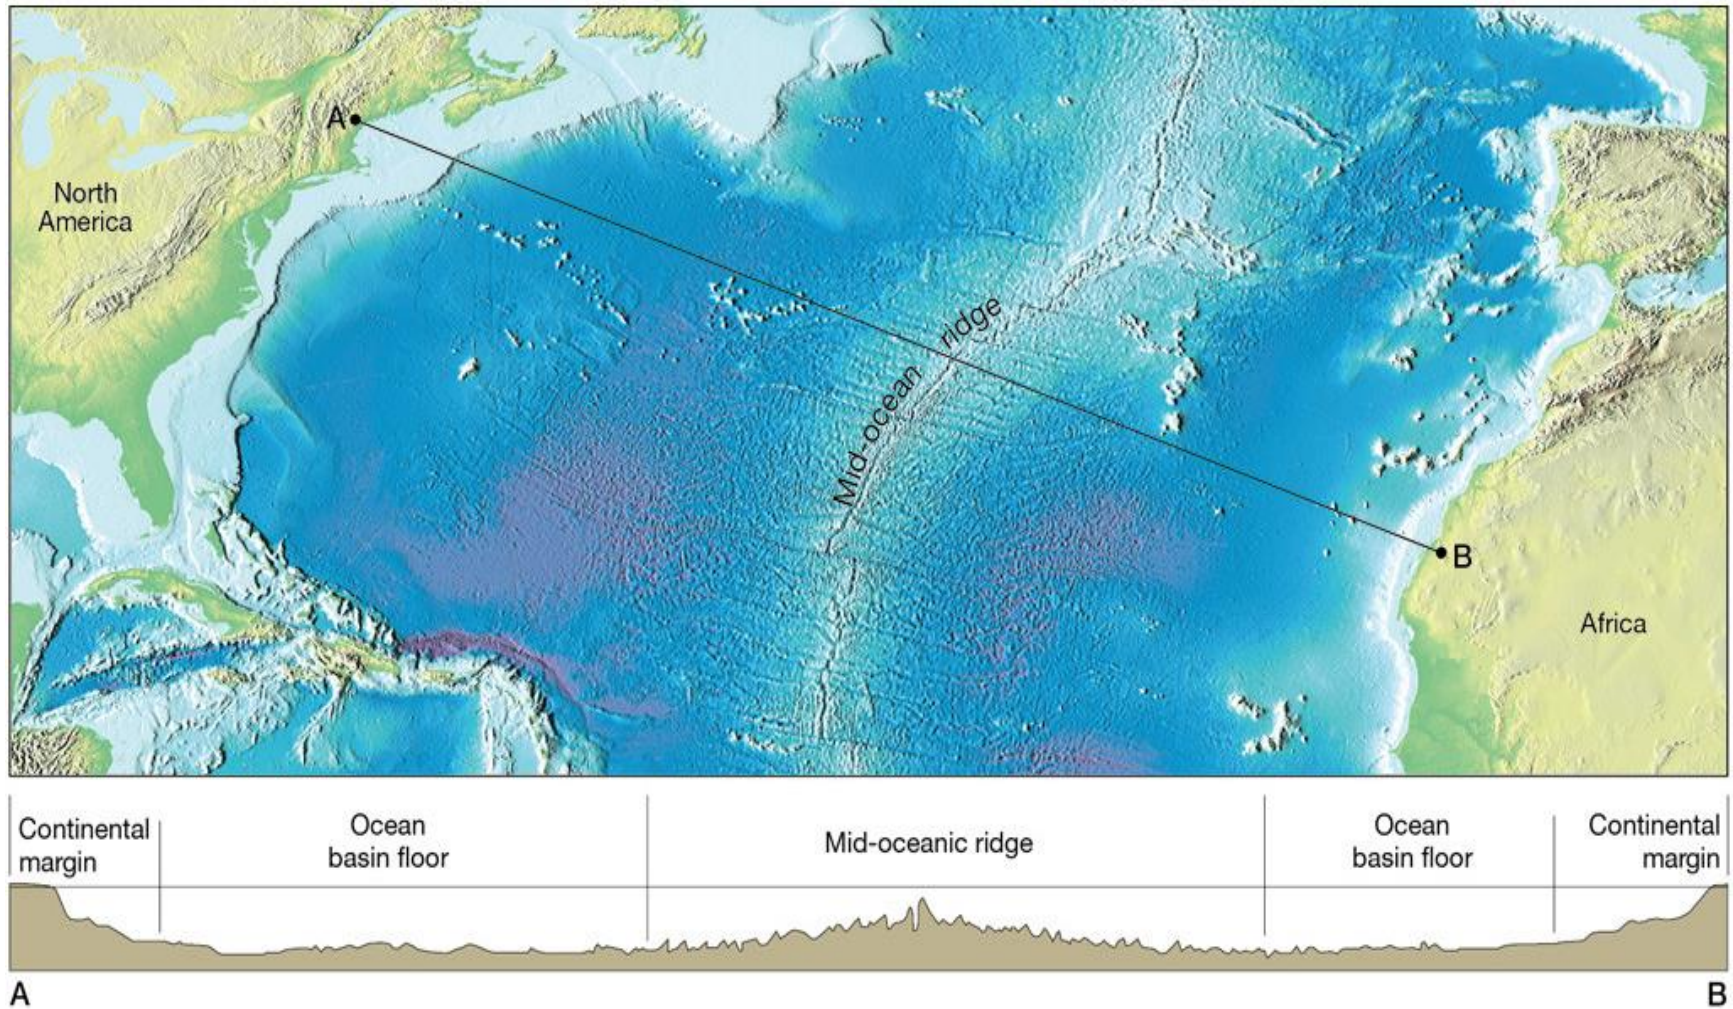 A
North
America
Mid-ocean ridge
B
Africa
Continental
margin
Ocean
basin floor
Mid-oceanic ridge
Ocean
basin floor
Continental
margin
A
B